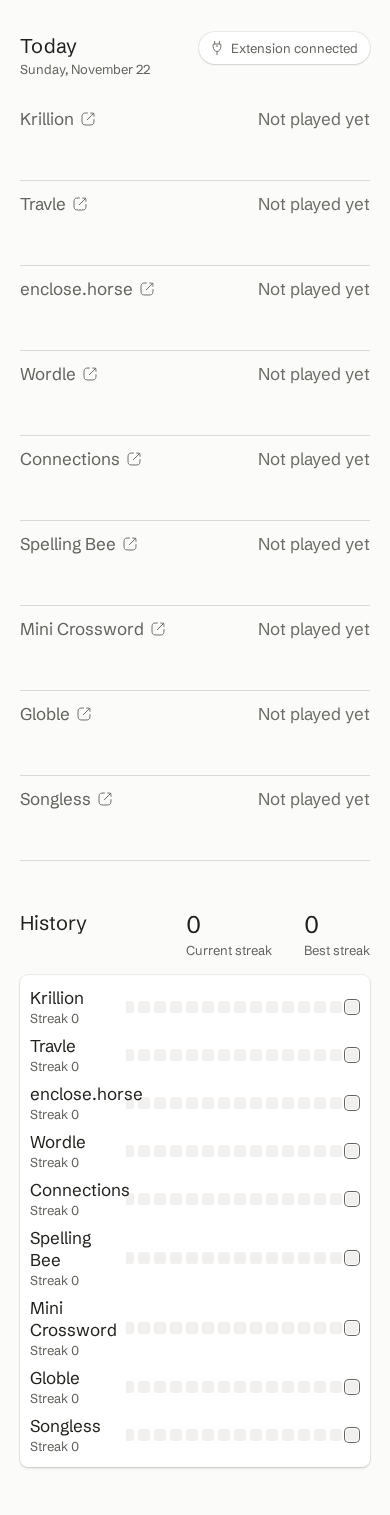 Today
Extension connected
Sunday, November 22
Krillion Not played yet
Travle Not played yet
enclose.horse Not played yet
Wordle Not played yet
Connections Not played yet
Spelling Bee Not played yet
Mini Crossword Not played yet
Globle Not played yet
Songless Not played yet
History
0
Current streak
0
Best streak
Krillion
Streak 0
Travle
Streak 0
enclose.horse
Streak 0
Wordle
Streak 0
Connections
Streak 0
Spelling
Bee
Streak 0
Mini
Crossword
Streak 0
Globle
Streak 0
Songless
Streak 0